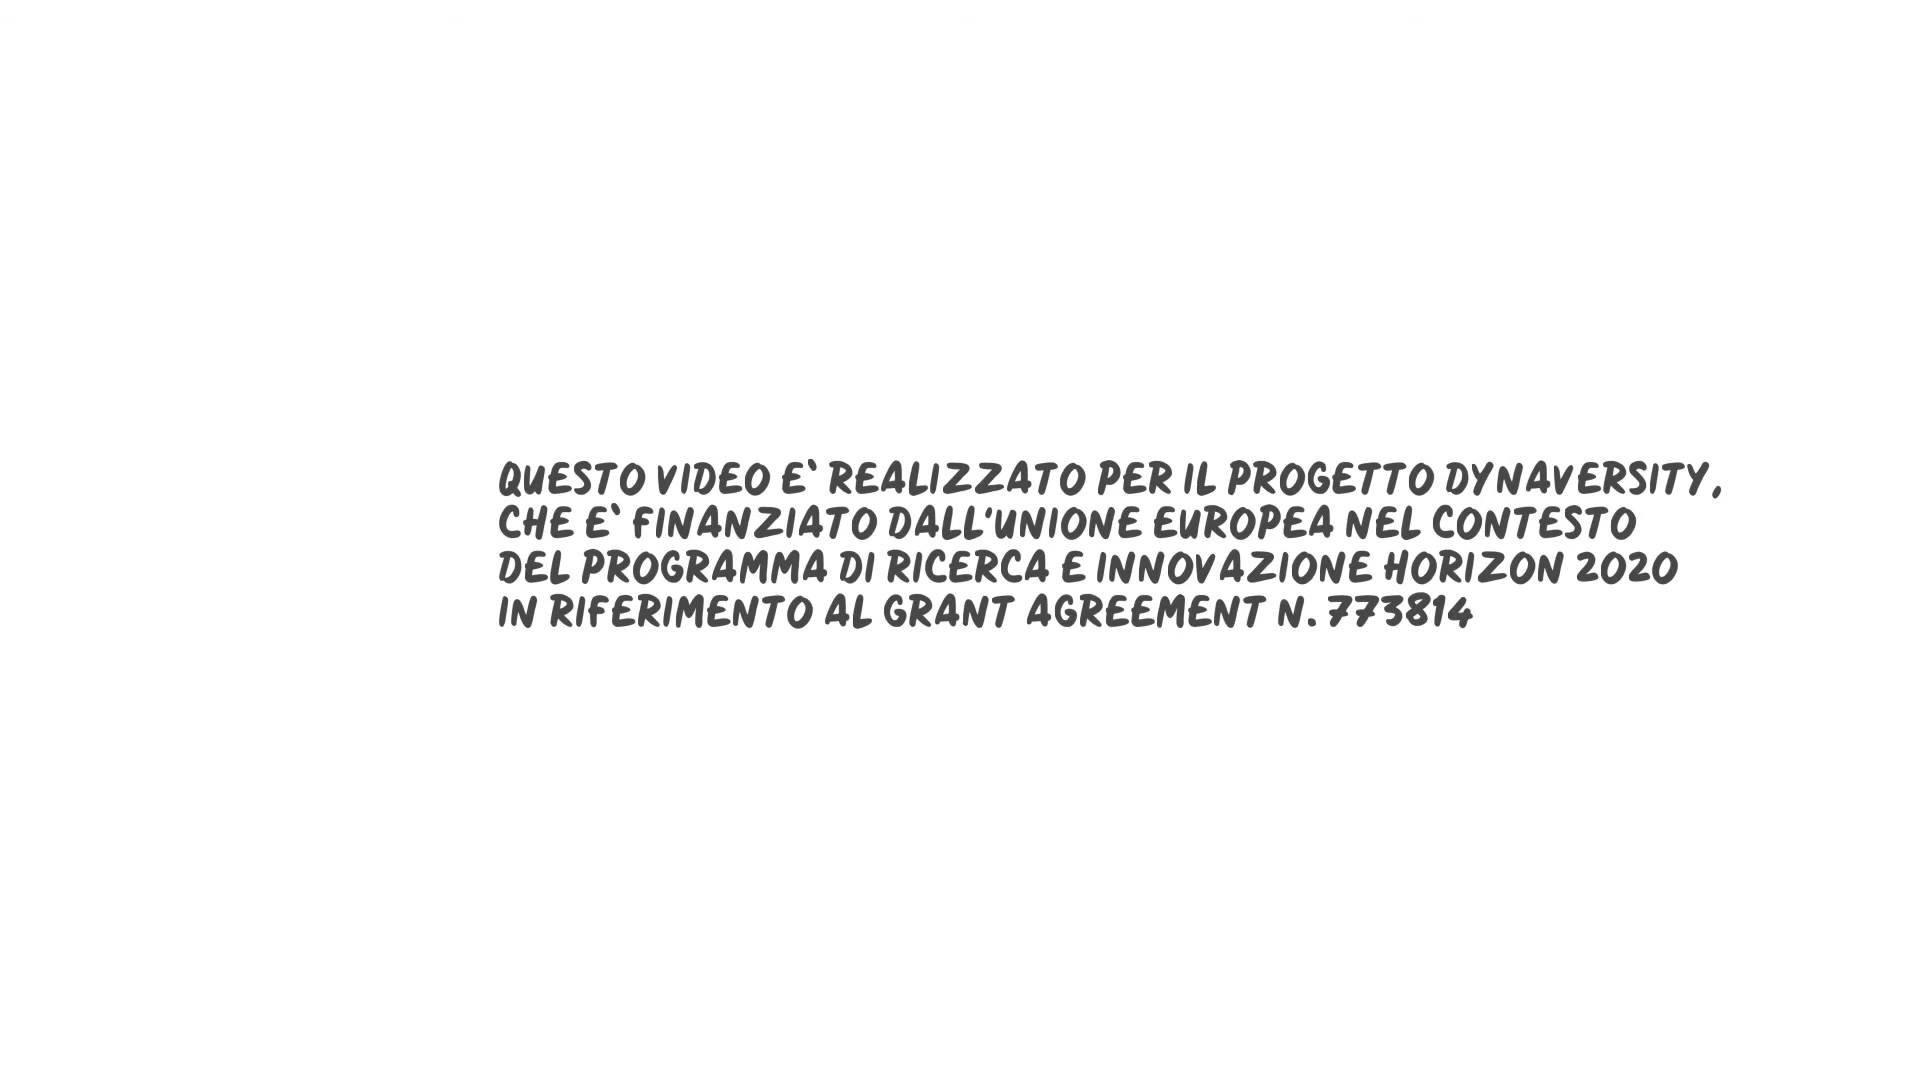 QUESTO VIDEO E` REALIZZATO PER IL PROGETTO DYNAVERSITY,
CHE E` FINANZIATO DALL'UNIONE EUROPEA NEL CONTESTO
DEL PROGRAMMA DI RICERCA E INNOVAZIONE HORIZON 2020
IN RIFERIMENTO AL GRANT AGREEMENT N. 773814